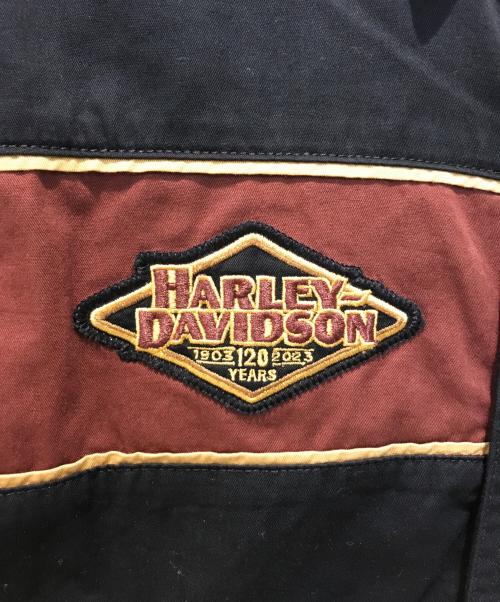 HARLEY-
DAVIDSON
1903 120 2023
YEARS